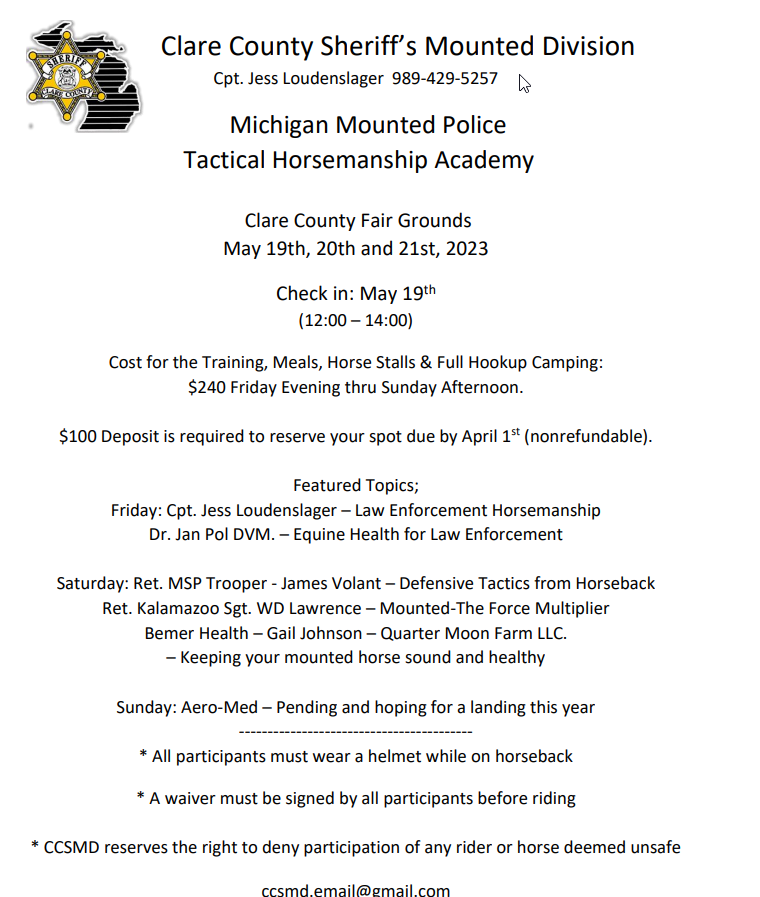 Clare County Sheriff's Mounted Division
Cpt. Jess Loudenslager 989-429-5257
SHERIFF
CLARE COUNTY
Michigan Mounted Police
Tactical Horsemanship Academy
Clare County Fair Grounds
May 19th, 20th and 21st, 2023
Check in: May 19th
(12:00 – 14:00)
Cost for the Training, Meals, Horse Stalls & Full Hookup Camping:
$240 Friday Evening thru Sunday Afternoon.
$100 Deposit is required to reserve your spot due by April 1st (nonrefundable).
Featured Topics;
Friday: Cpt. Jess Loudenslager – Law Enforcement Horsemanship
Dr. Jan Pol DVM. – Equine Health for Law Enforcement
Saturday: Ret. MSP Trooper - James Volant – Defensive Tactics from Horseback
Ret. Kalamazoo Sgt. WD Lawrence – Mounted-The Force Multiplier
Bemer Health – Gail Johnson – Quarter Moon Farm LLC.
– Keeping your mounted horse sound and healthy
Sunday: Aero-Med – Pending and hoping for a landing this year
-----------------------------------------
* All participants must wear a helmet while on horseback
* A waiver must be signed by all participants before riding
* CCSMD reserves the right to deny participation of any rider or horse deemed unsafe
ccsmd.email@gmail.com